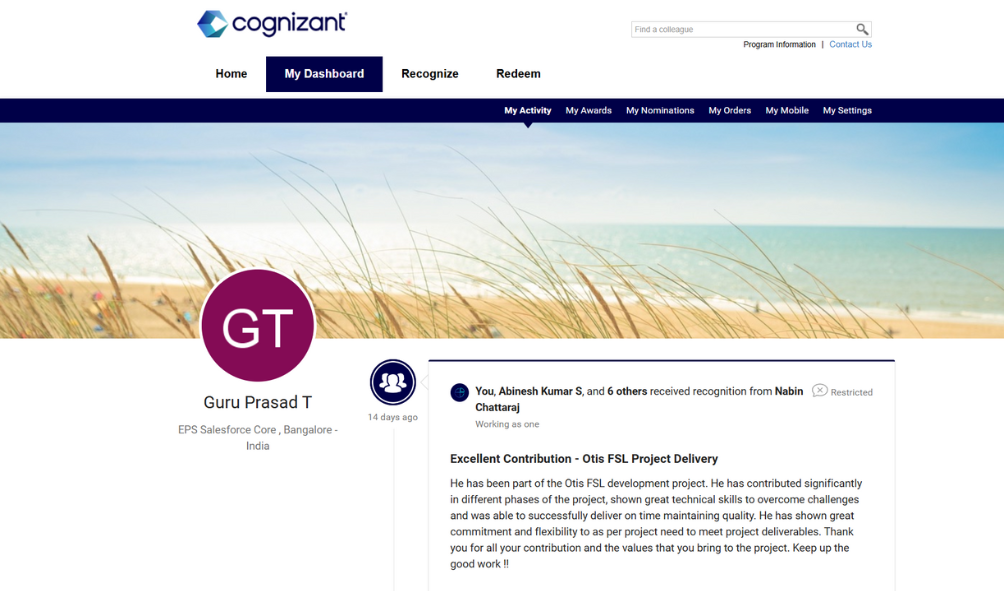 cognizant
Find a colleague
Program Information | Contact Us
Home My Dashboard Recognize Redeem
My Activity My Awards My Nominations My Orders My Mobile My Settings
GT
Guru Prasad T
EPS Salesforce Core , Bangalore -
India
14 days ago
You, Abinesh Kumar S, and 6 others received recognition from Nabin
Chattaraj
Restricted
Working as one
Excellent Contribution - Otis FSL Project Delivery
He has been part of the Otis FSL development project. He has contributed significantly
in different phases of the project, shown great technical skills to overcome challenges
and was able to successfully deliver on time maintaining quality. He has shown great
commitment and flexibility to as per project need to meet project deliverables. Thank
you for all your contribution and the values that you bring to the project. Keep up the
good work !!